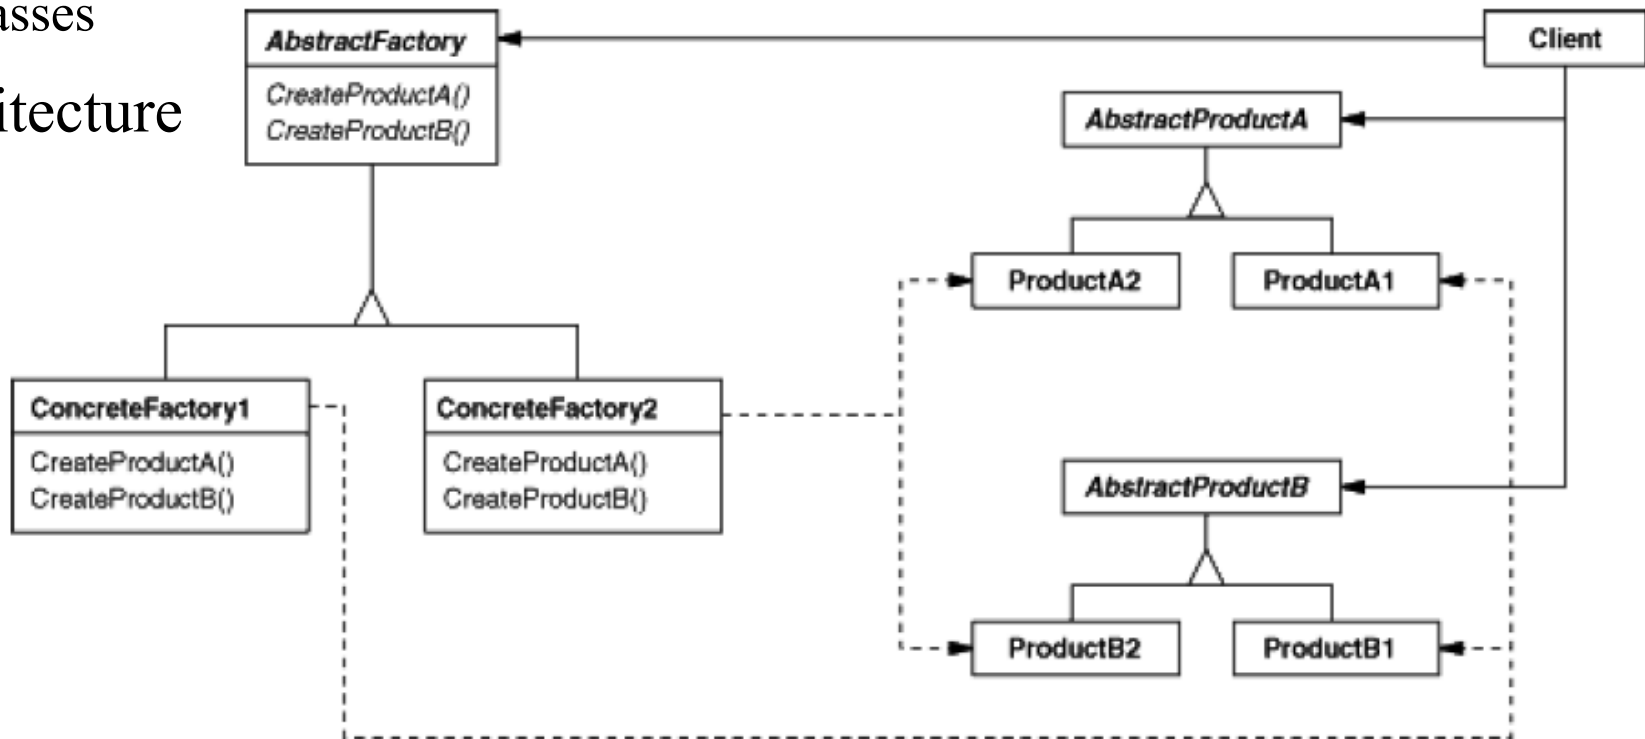 asses
itecture
AbstractFactory
CreateProductA()
CreateProductB()
Client
AbstractProductA
ProductA2
ProductA1
ConcreteFactory1
CreateProductA()
CreateProductB()
ConcreteFactory2
CreateProductA()
CreateProductB()
AbstractProductB
ProductB2
ProductB1